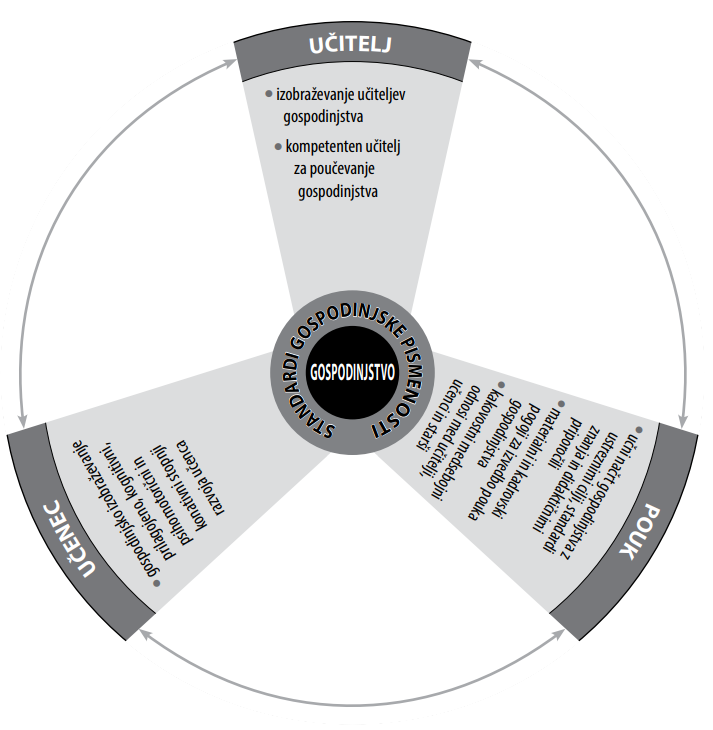 UČITELJ
• izobraževanje učiteljev
gospodinjstva
• kompetenten učitelj
za poučevanje
gospodinjstva
STANDARDI GOSPODINJSKE PISMENOSTI
GOSPODINJSTVO
POUK
• učni načrt gospodinjstva z
ustreznimi cilji, standardi
znanja in didaktičnimi
priporočili
• materialni in kadrovski
pogoji za izvedbo pouka
gospodinjstva
• kakovostni medsebojni
odnosi med učitelji,
učenci in starši
UČENEC
• gospodinjsko izobraževanje
prilagojeno, kognitivni,
psihomotorični in
konativni stopnji
razvoja učenca